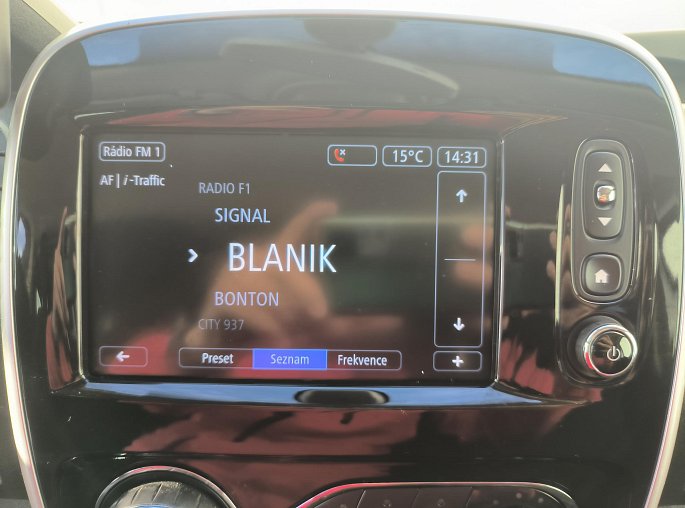 Rádio FM 1
15°C
14:31
AF | i-Traffic
RADIO F1
SIGNAL
BLANIK
BONTON
CITY 937
Preset
Seznam
Frekvence
+